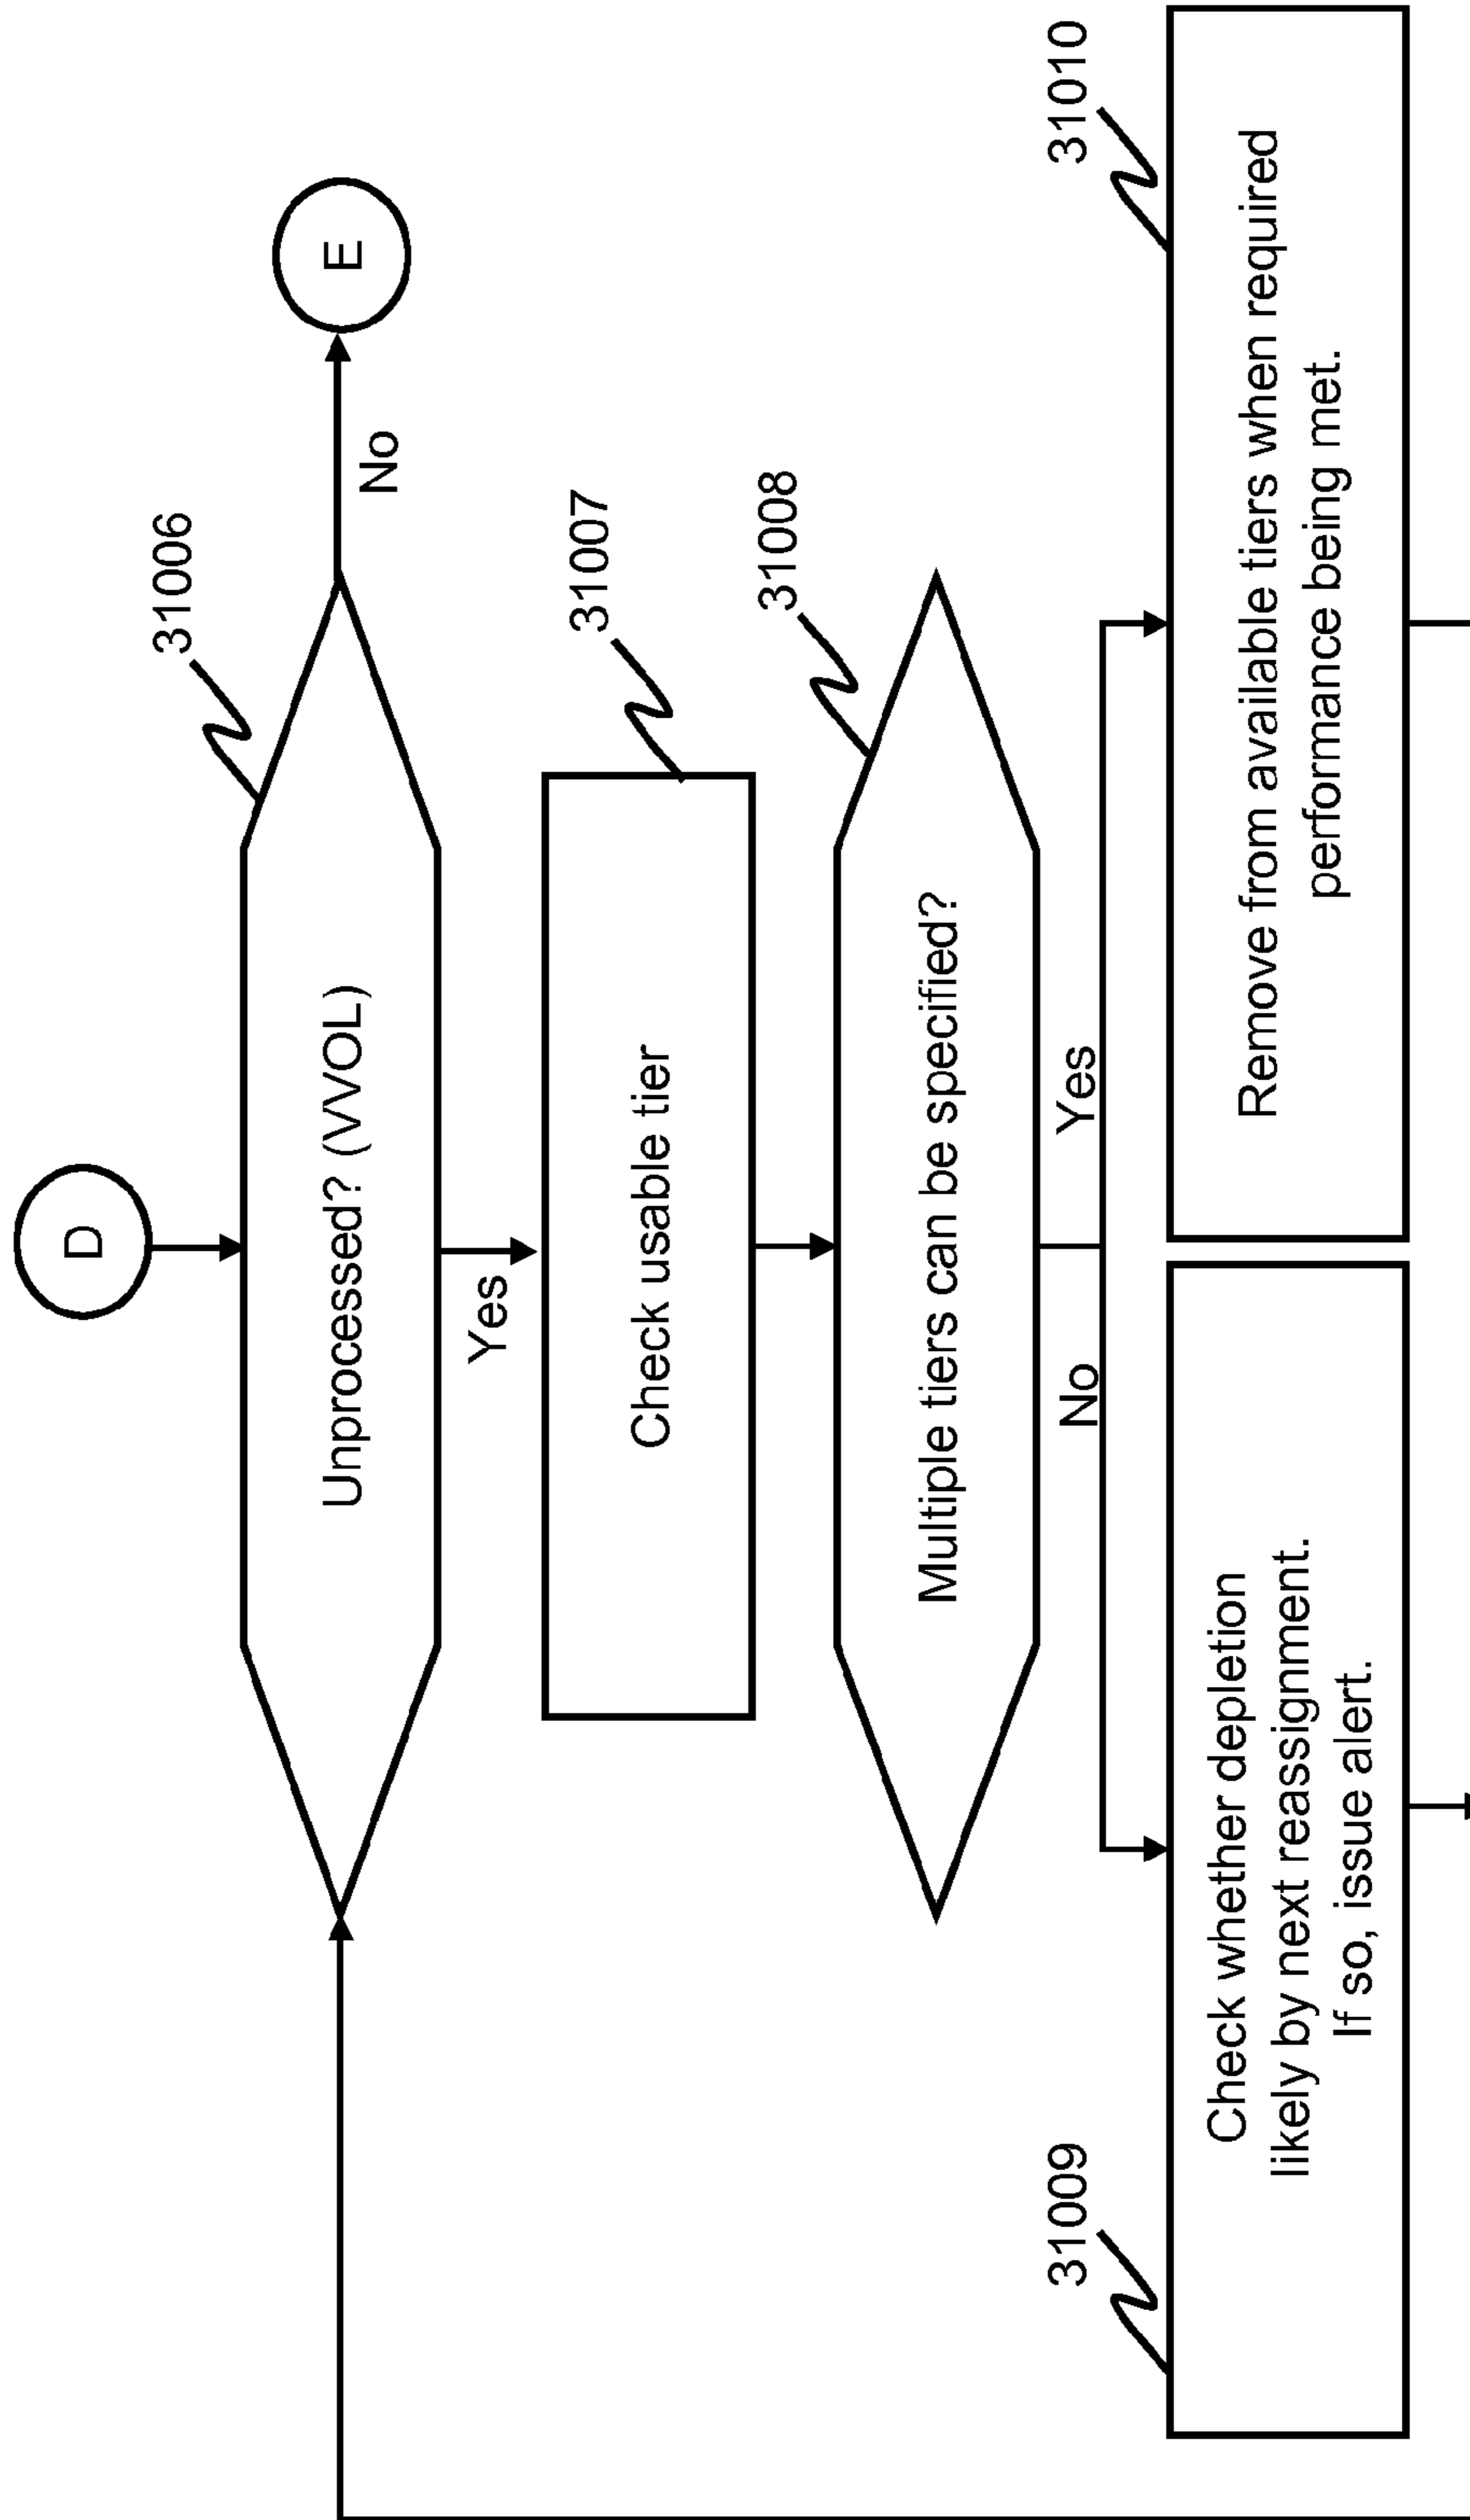 D
31006
Unprocessed? (VVOL)
No
E
Yes
31007
Check usable tier
31008
Multiple tiers can be specified?
No
Yes
31009
Check whether depletion
likely by next reassignment.
If so, issue alert.
31010
Remove from available tiers when required
performance being met.